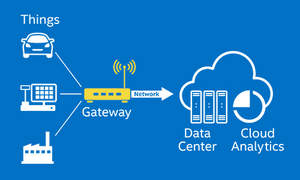 Things
Network
Gateway
Data
Center
Cloud
Analytics